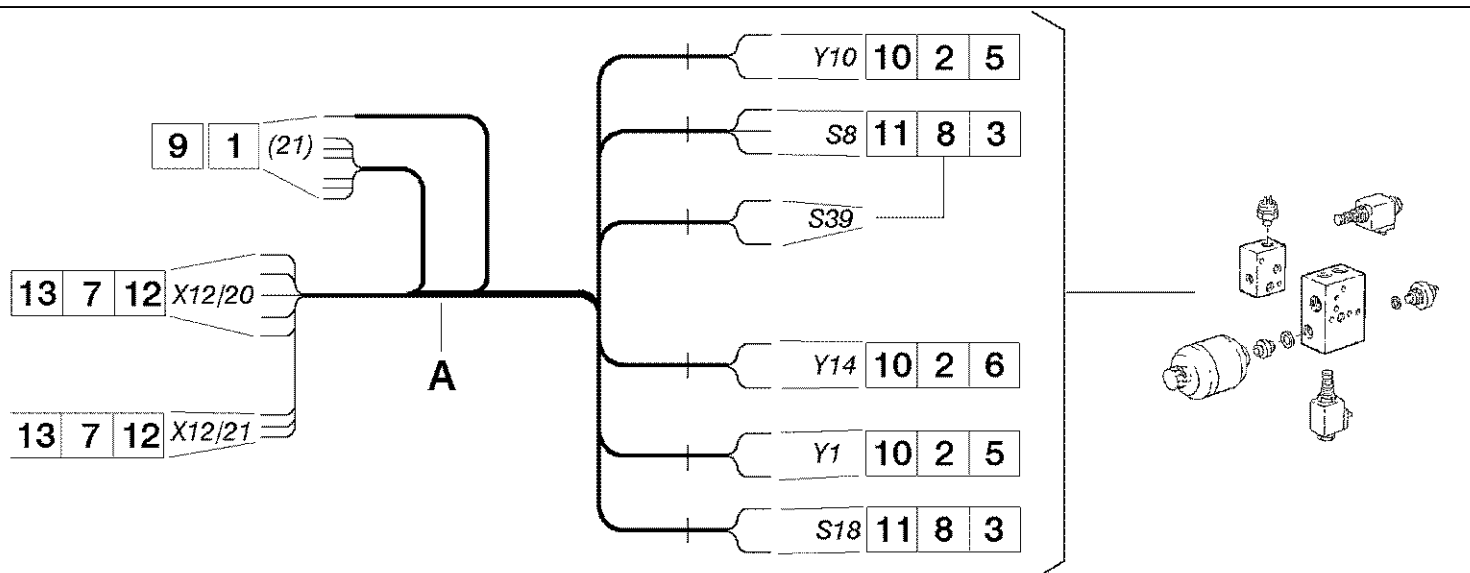 Y10 10 2 5
9 1 (21)
S8 11 8 3
S39
13 7 12 X12/20
A
Y14 10 2 6
13 7 12 X12/21
Y1 10 2 5
S18 11 8 3